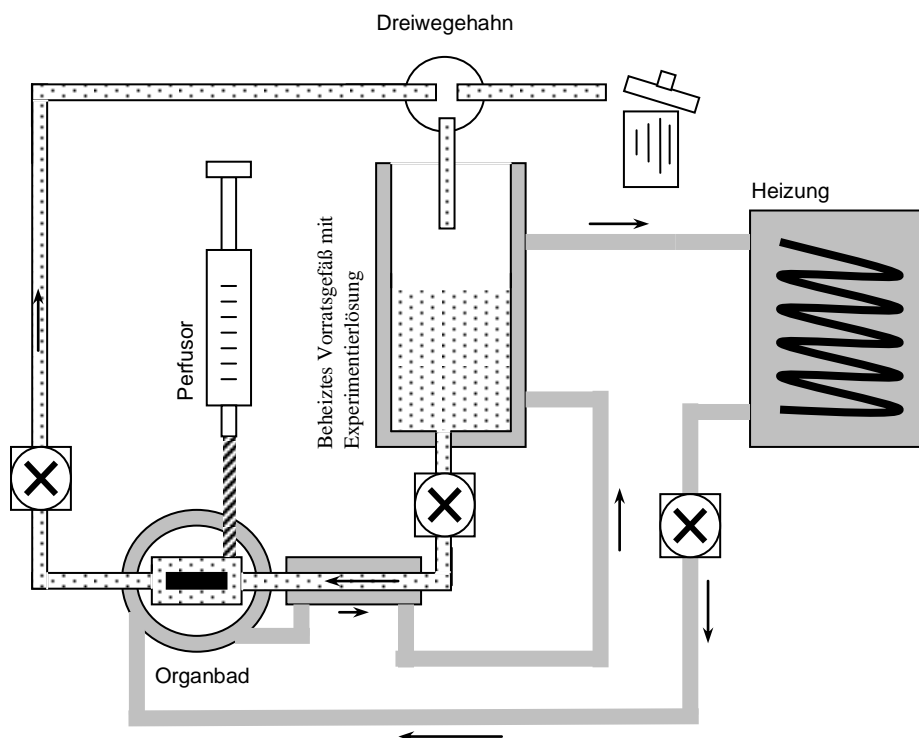 Dreiwegehahn
Heizung
Perfusor
Beheiztes Vorratsgefäß mit
Experimentierlösung
Organbad